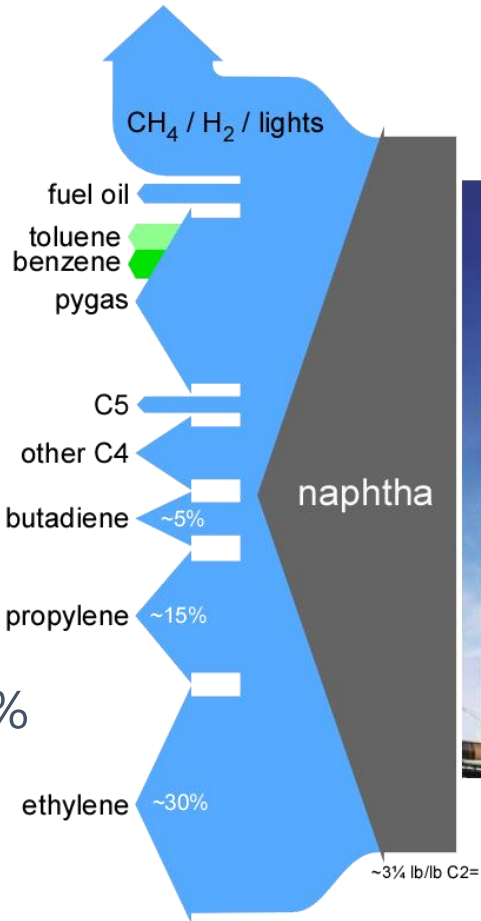 CH₄ / H₂ / lights
fuel oil
toluene
benzene
pygas
C5
other C4
naphtha
butadiene
~5%
propylene
~15%
%
ethylene
~30%
~3¼ lb/lb C2=